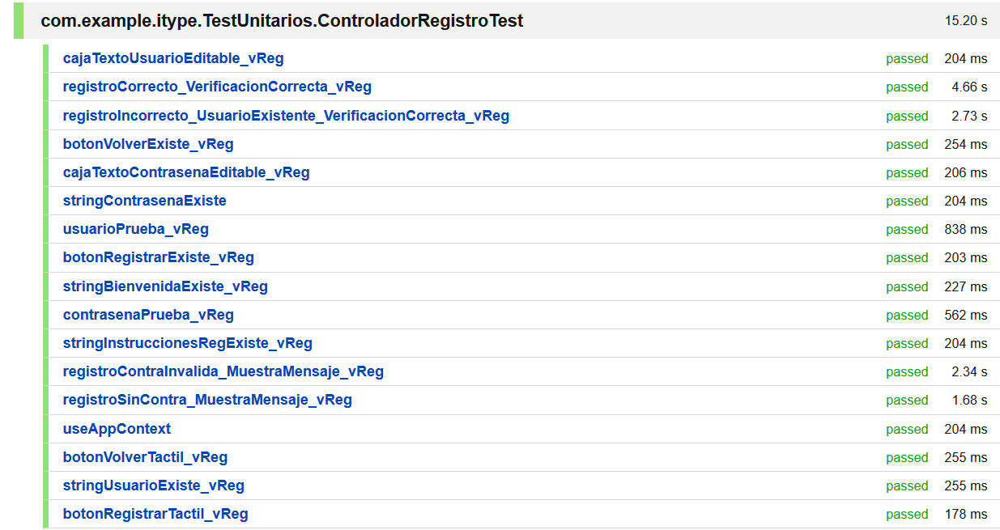 com.example.itype.TestUnitarios.ControladorRegistroTest 15.20 s
cajaTextoUsuarioEditable_vReg passed 204 ms
registroCorrecto_VerificacionCorrecta_vReg passed 4.66 s
registroIncorrecto_UsuarioExistente_VerificacionCorrecta_vReg passed 2.73 s
botonVolverExiste_vReg passed 254 ms
cajaTextoContrasenaEditable_vReg passed 206 ms
stringContrasenaExiste passed 204 ms
usuarioPrueba_vReg passed 838 ms
botonRegistrarExiste_vReg passed 203 ms
stringBienvenidaExiste_vReg passed 227 ms
contrasenaPrueba_vReg passed 562 ms
stringInstruccionesRegExiste_vReg passed 204 ms
registroContraInvalida_MuestraMensaje_vReg passed 2.34 s
registroSinContra_MuestraMensaje_vReg passed 1.68 s
useAppContext passed 204 ms
botonVolverTactil_vReg passed 255 ms
stringUsuarioExiste_vReg passed 255 ms
botonRegistrarTactil_vReg passed 178 ms